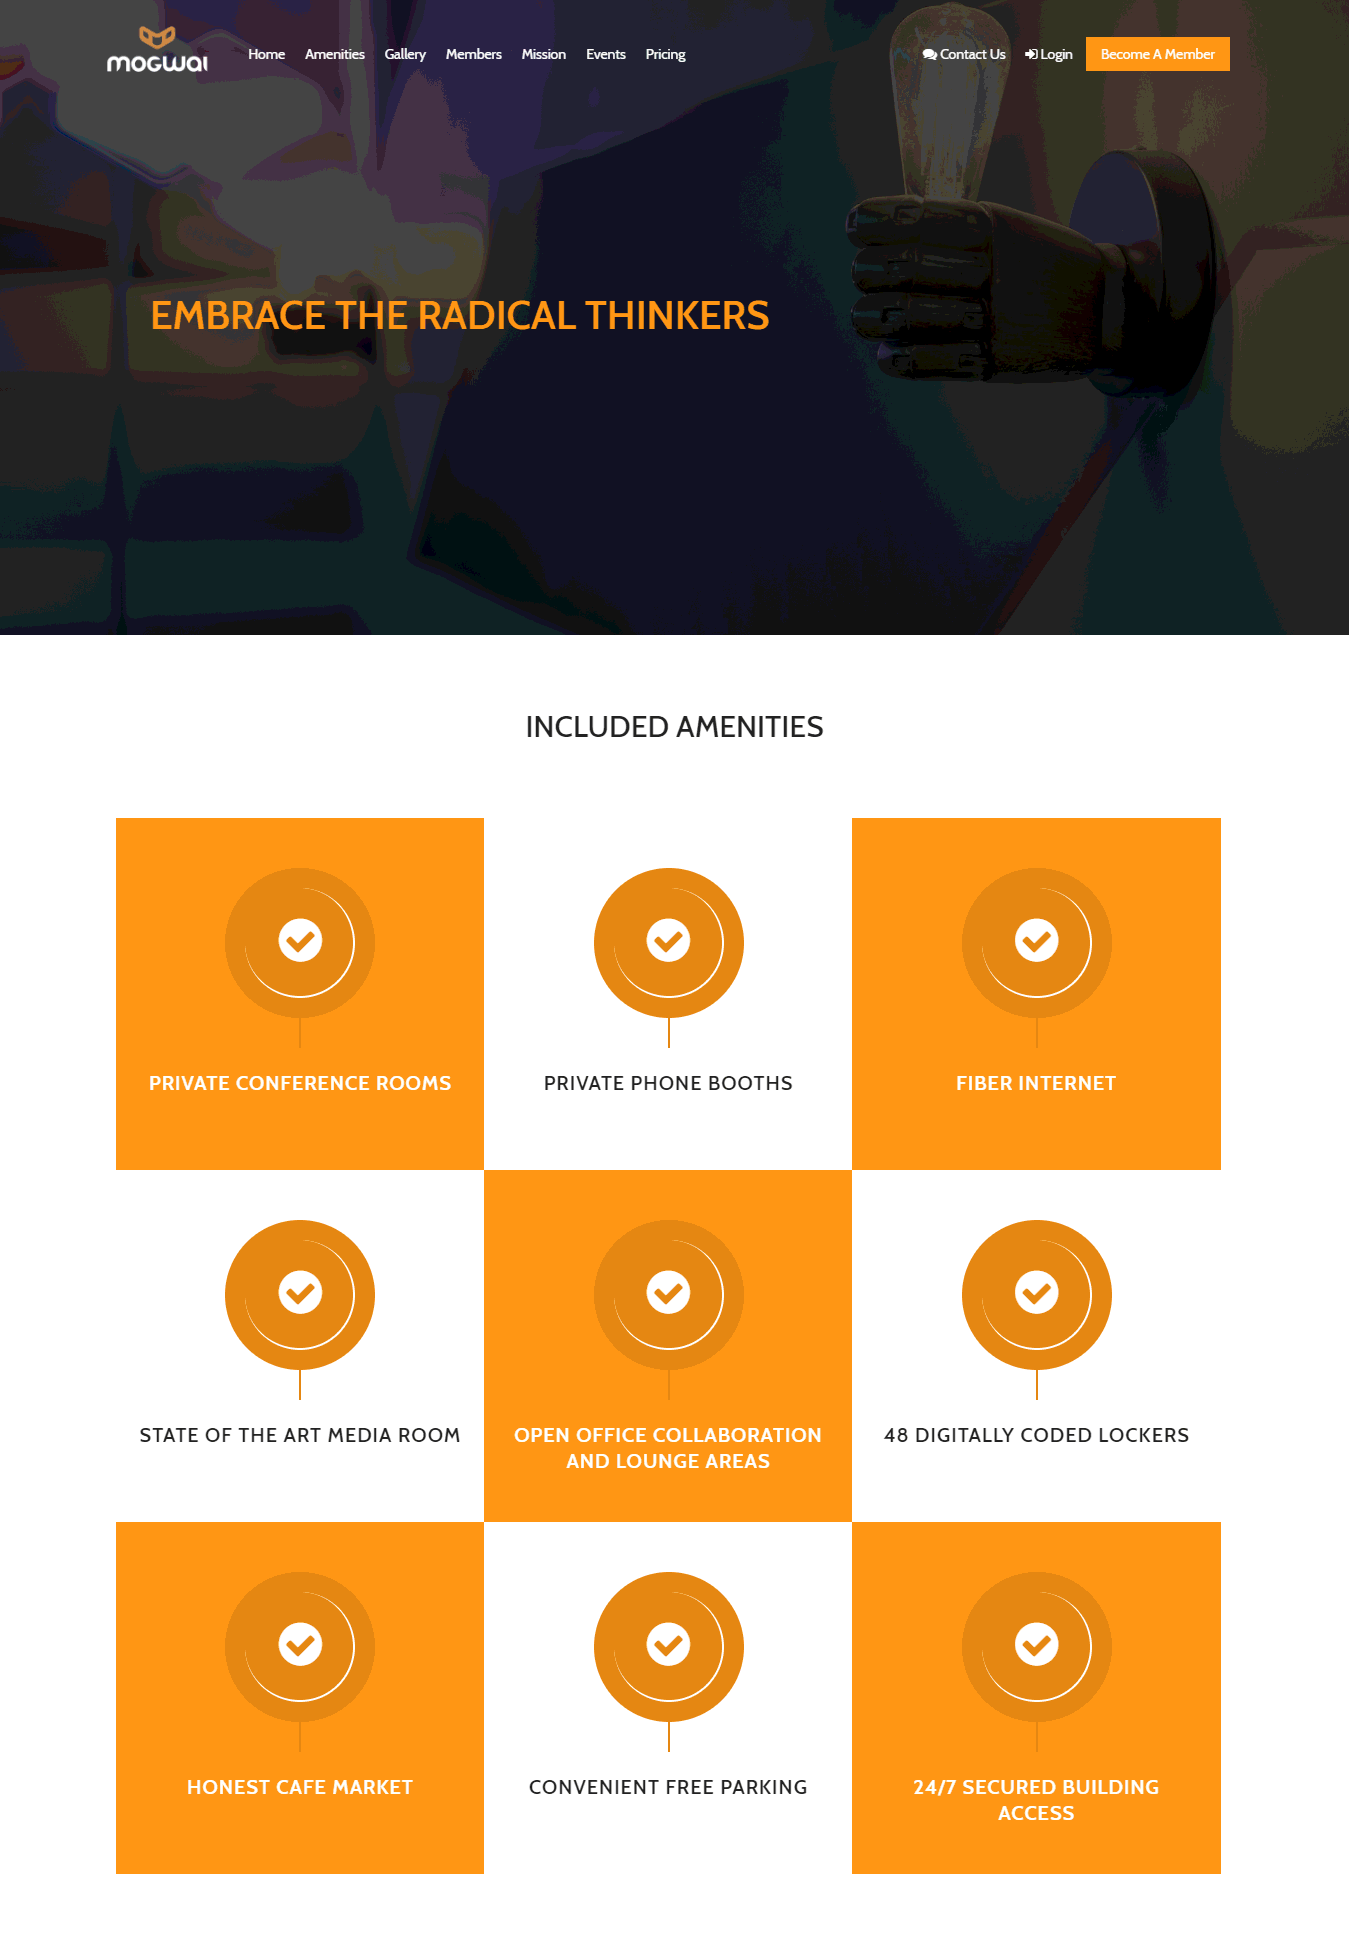 mogwai
Home Amenities Gallery Members Mission Events Pricing Contact Us Login Become A Member
EMBRACE THE RADICAL THINKERS
INCLUDED AMENITIES
PRIVATE CONFERENCE ROOMS
PRIVATE PHONE BOOTHS
FIBER INTERNET
STATE OF THE ART MEDIA ROOM
OPEN OFFICE COLLABORATION
AND LOUNGE AREAS
48 DIGITALLY CODED LOCKERS
HONEST CAFE MARKET
CONVENIENT FREE PARKING
24/7 SECURED BUILDING
ACCESS